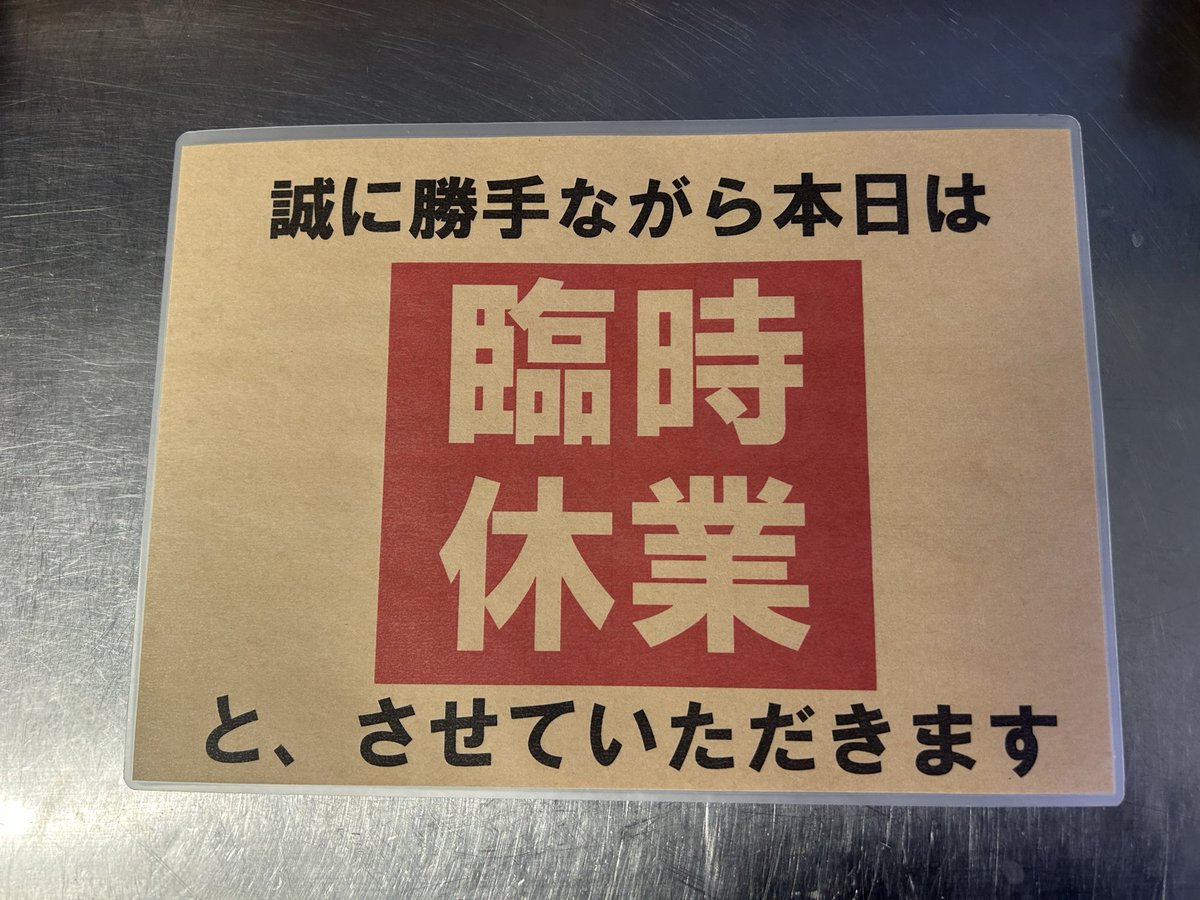 誠に勝手ながら本日は
臨時
休業
と、させていただきます